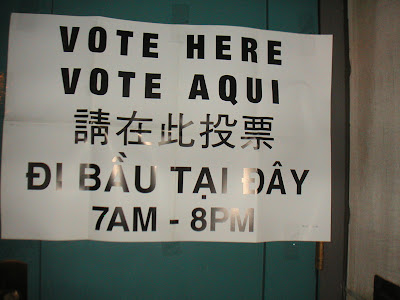 VOTE HERE
VOTE AQUI
請在此投票
ĐI BẦU TẠI ĐÂY
7AM - 8PM